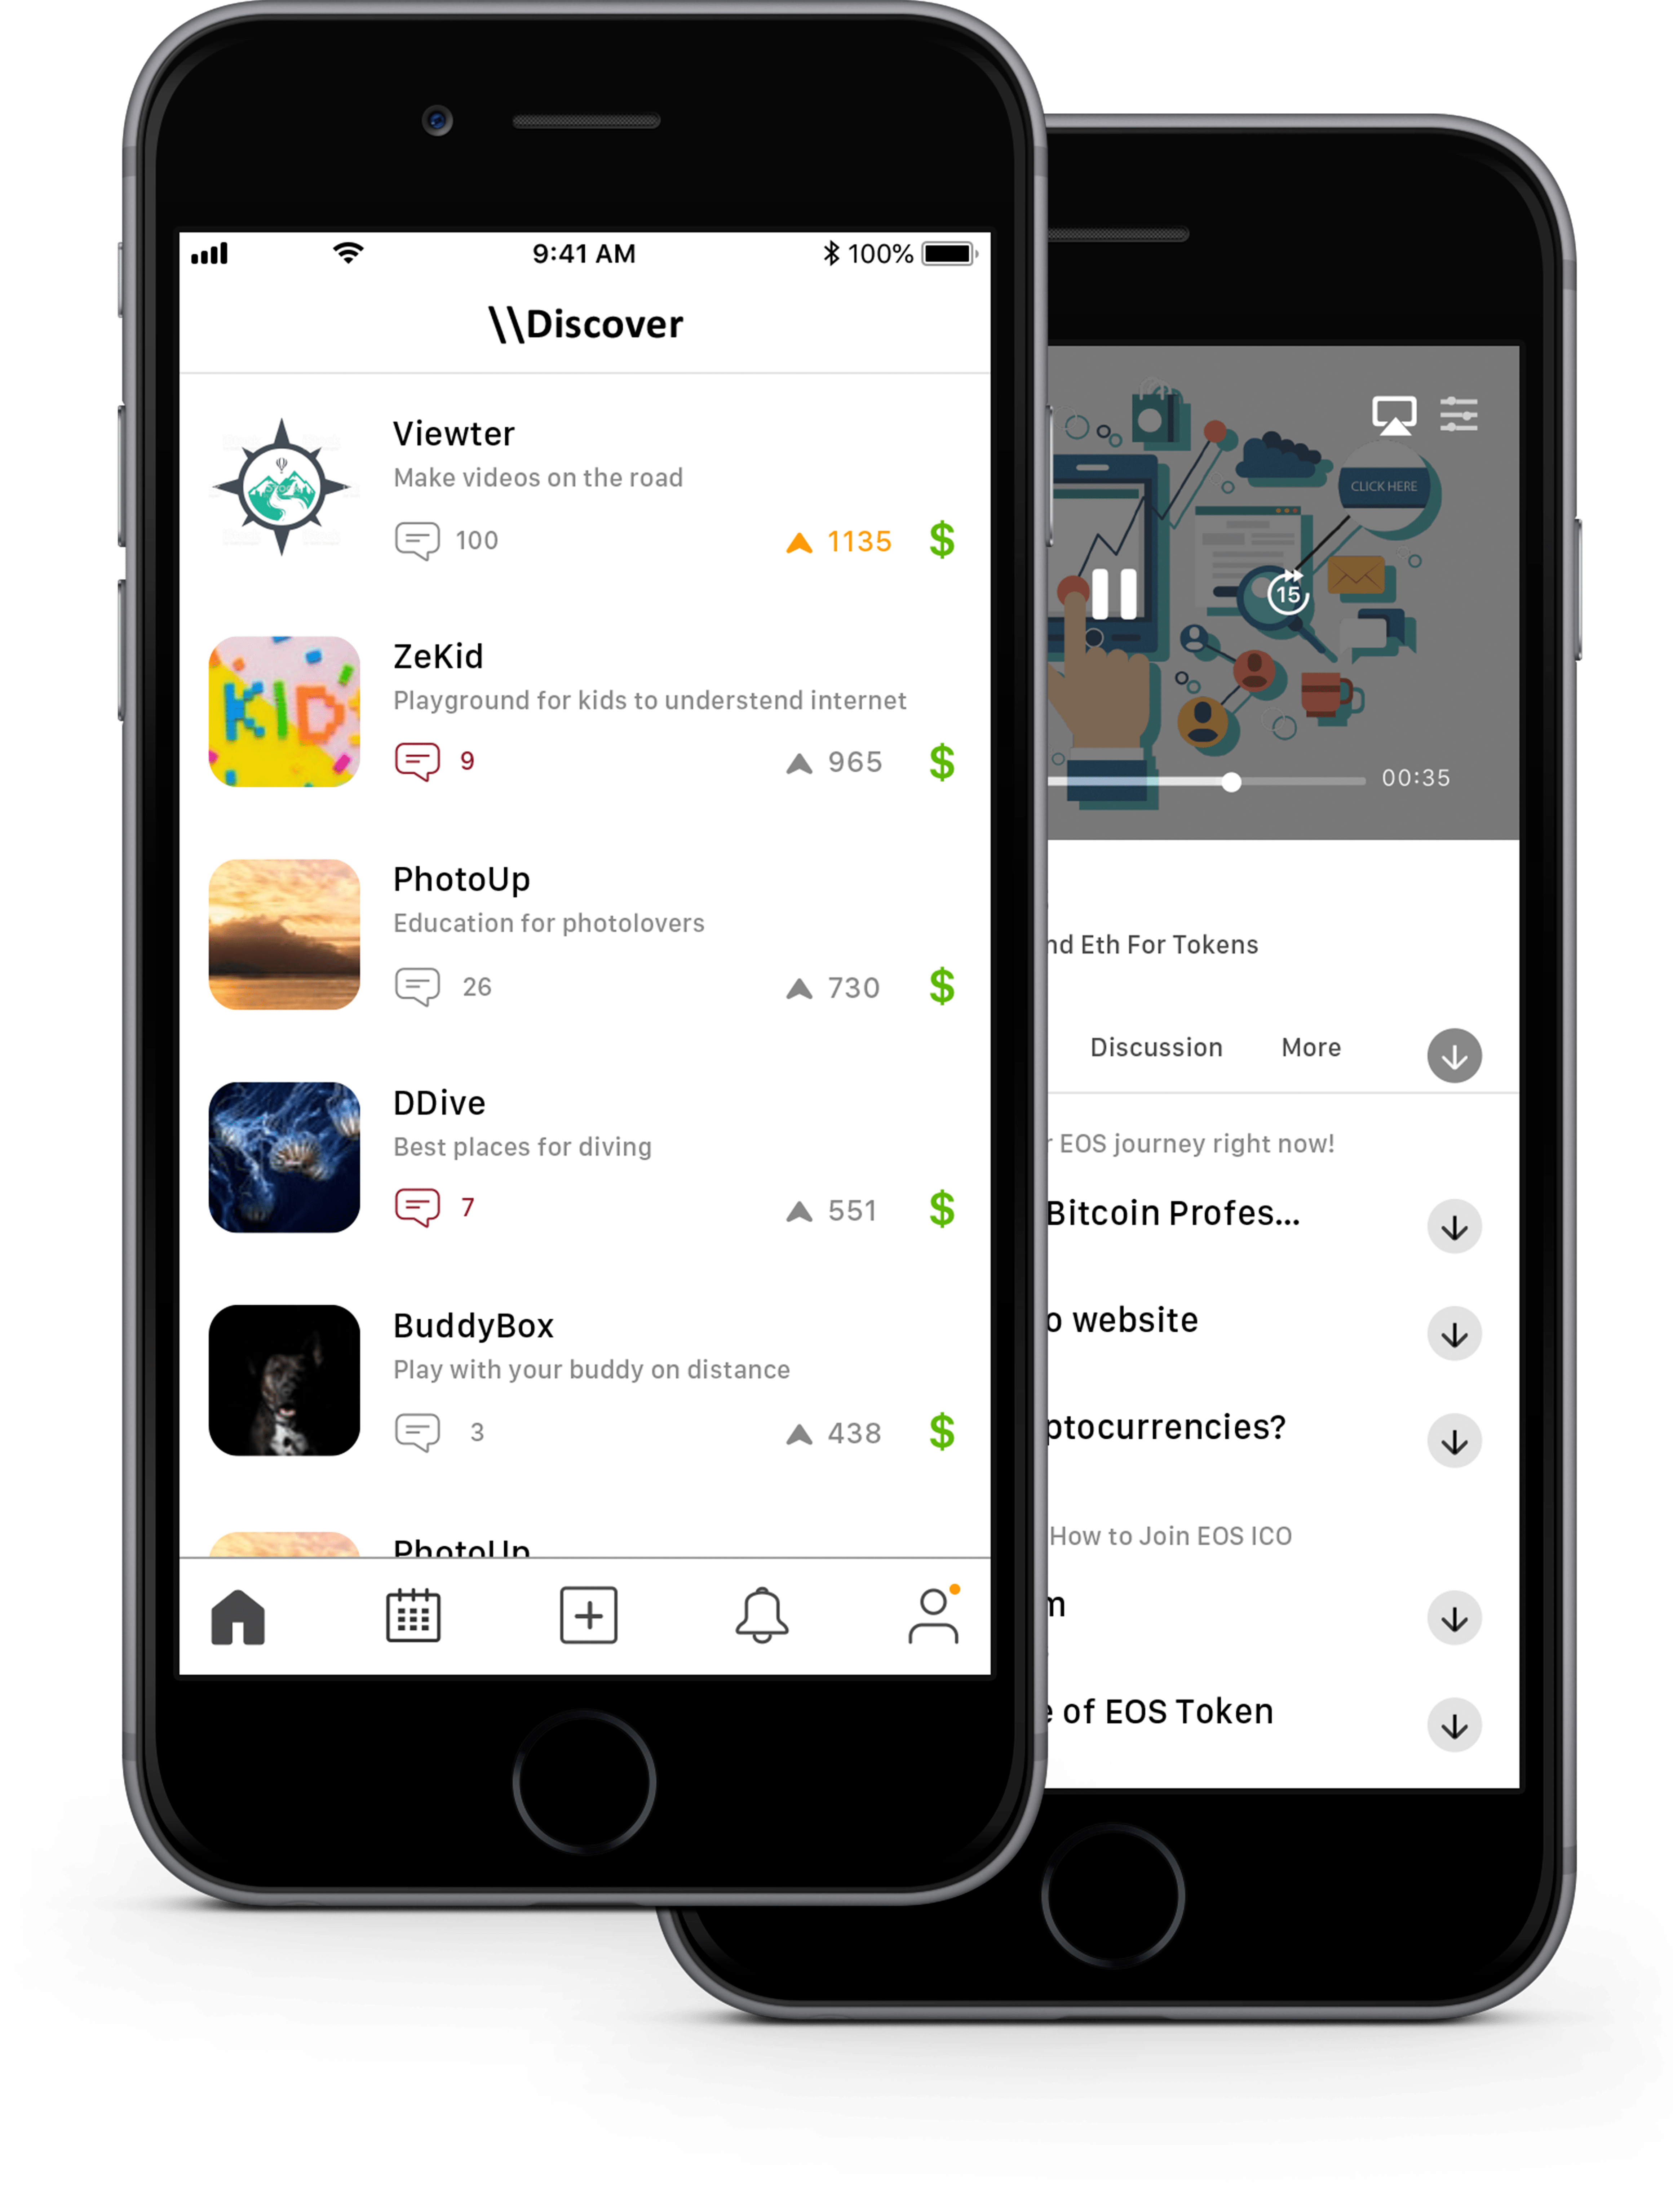 9:41 AM
100%
\\Discover
Viewter
Make videos on the road
100
1135
$
ZeKid
Playground for kids to understend internet
9
965
$
KID
PhotoUp
Education for photolovers
26
730
$
DDive
Best places for diving
7
551
$
BuddyBox
Play with your buddy on distance
3
438
$
PhotoUp
CLICK HERE
15
00:35
nd Eth For Tokens
Discussion
More
r EOS journey right now!
Bitcoin Profes...
o website
ptocurrencies?
How to Join EOS ICO
m
e of EOS Token